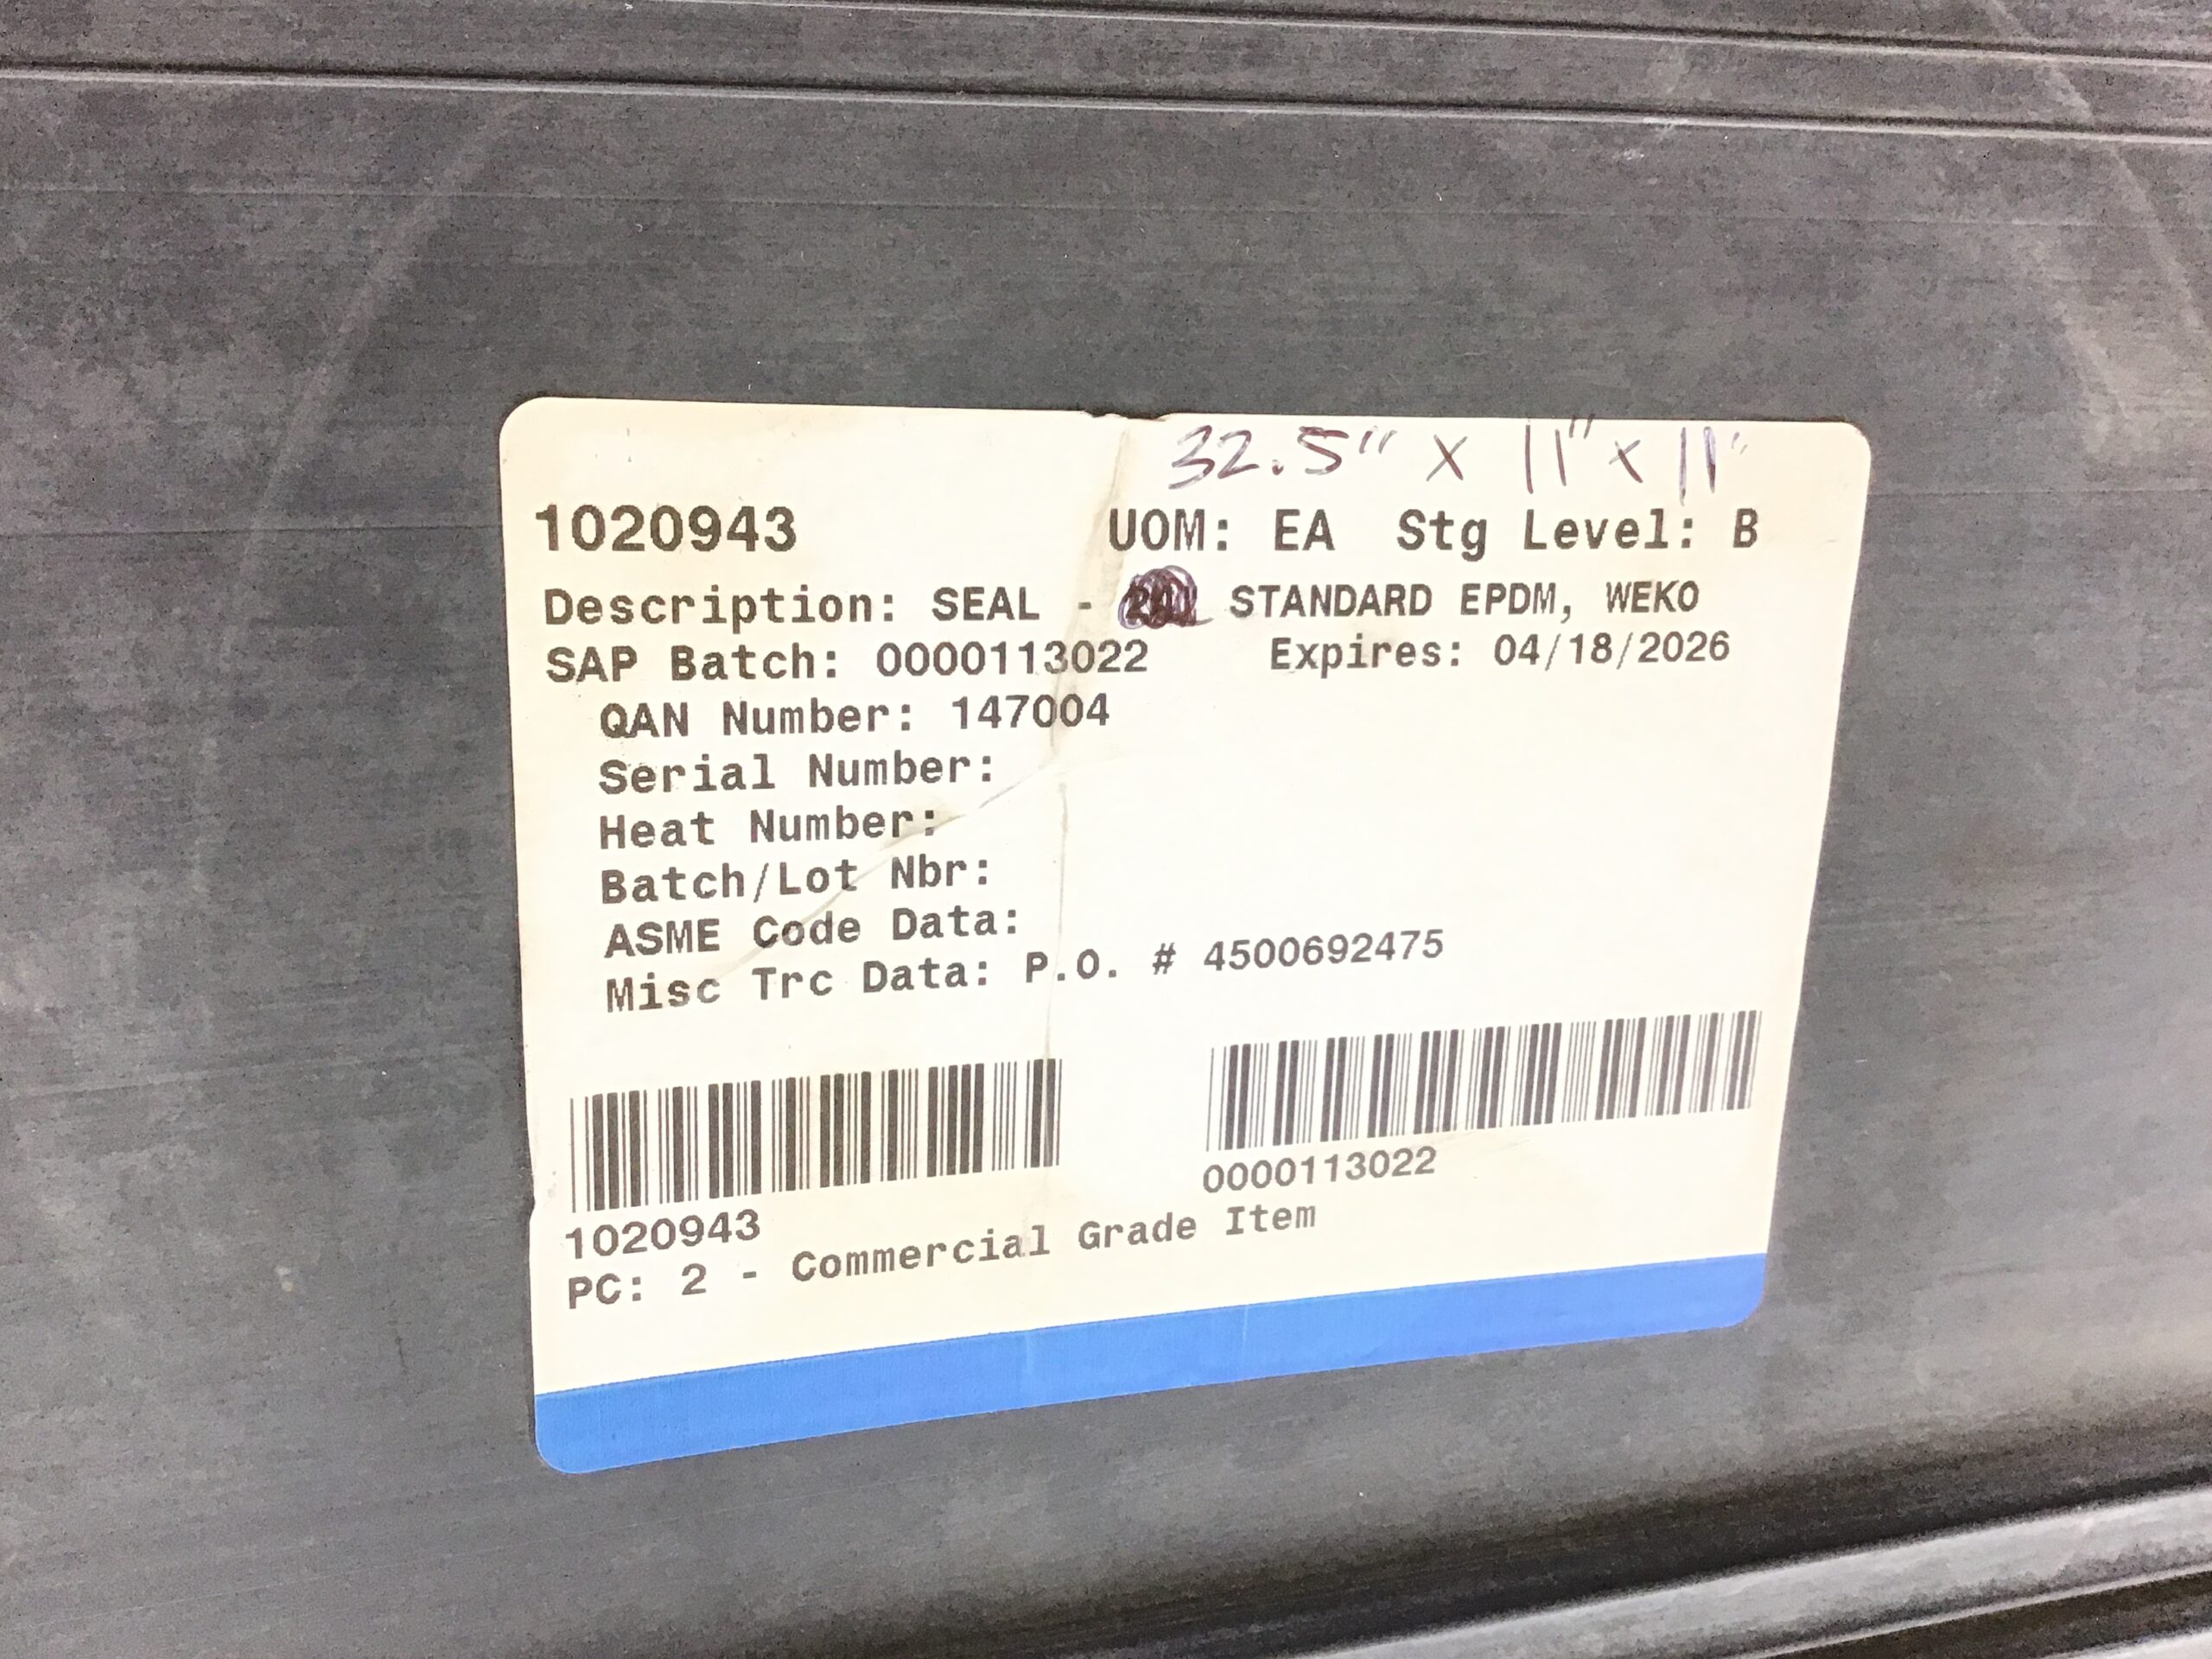 32.5" x 11" x 11"
1020943 UOM: EA Stg Level: B
Description: SEAL - STANDARD EPDM, WEKO
SAP Batch: 0000113022 Expires: 04/18/2026
QAN Number: 147004
Serial Number:
Heat Number:
Batch/Lot Nbr:
ASME Code Data:
Misc Trc Data: P.O. # 4500692475
1020943 0000113022
PC: 2 - Commercial Grade Item